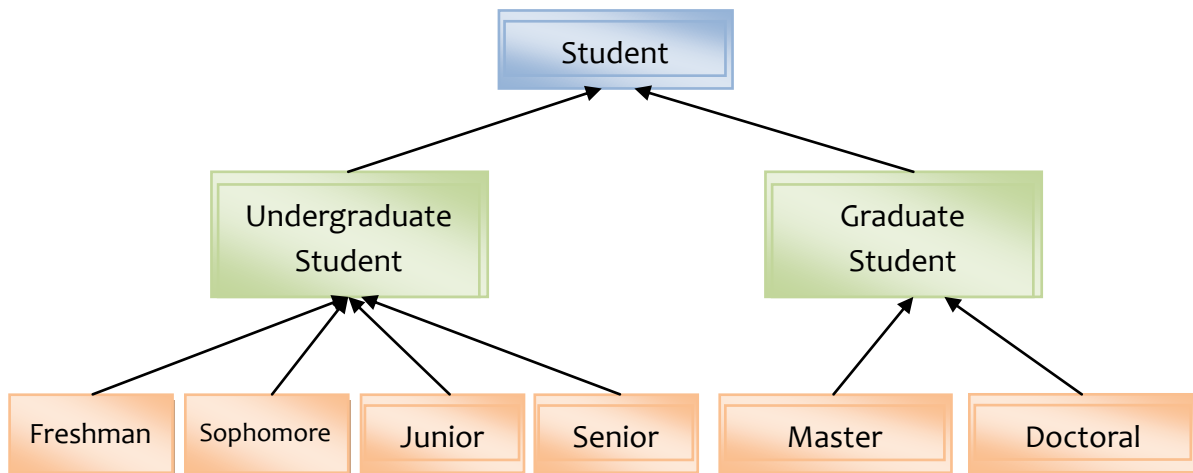 Student
Undergraduate
Student
Graduate
Student
Freshman
Sophomore
Junior
Senior
Master
Doctoral